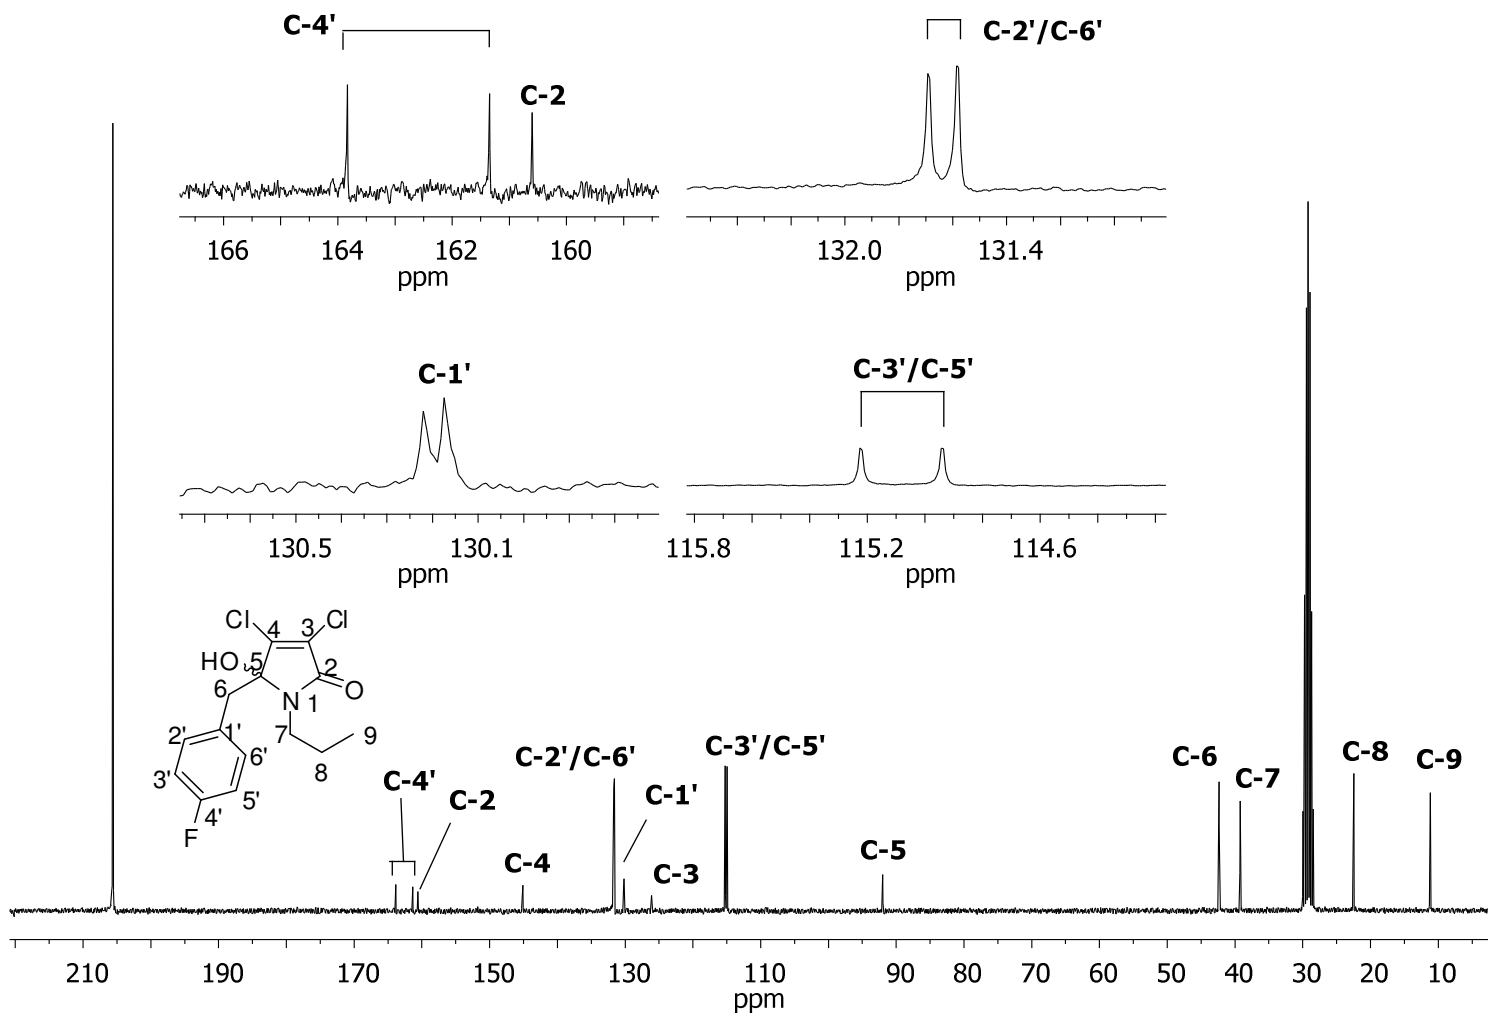 C-4'
C-2
C-2'/C-6'
166 164 162 160
ppm
132.0 131.4
ppm
C-1'
C-3'/C-5'
130.5 130.1
ppm
115.8 115.2 114.6
ppm
Cl Cl
4 3
HO 5 2
6 N 1 O
2' 1' 7 9
6' 8
3' 5'
4'
F
C-4'
C-2
C-4
C-2'/C-6'
C-1'
C-3
C-3'/C-5'
C-5
C-6
C-7
C-8
C-9
210 190 170 150 130 110 90 80 70 60 50 40 30 20 10
ppm